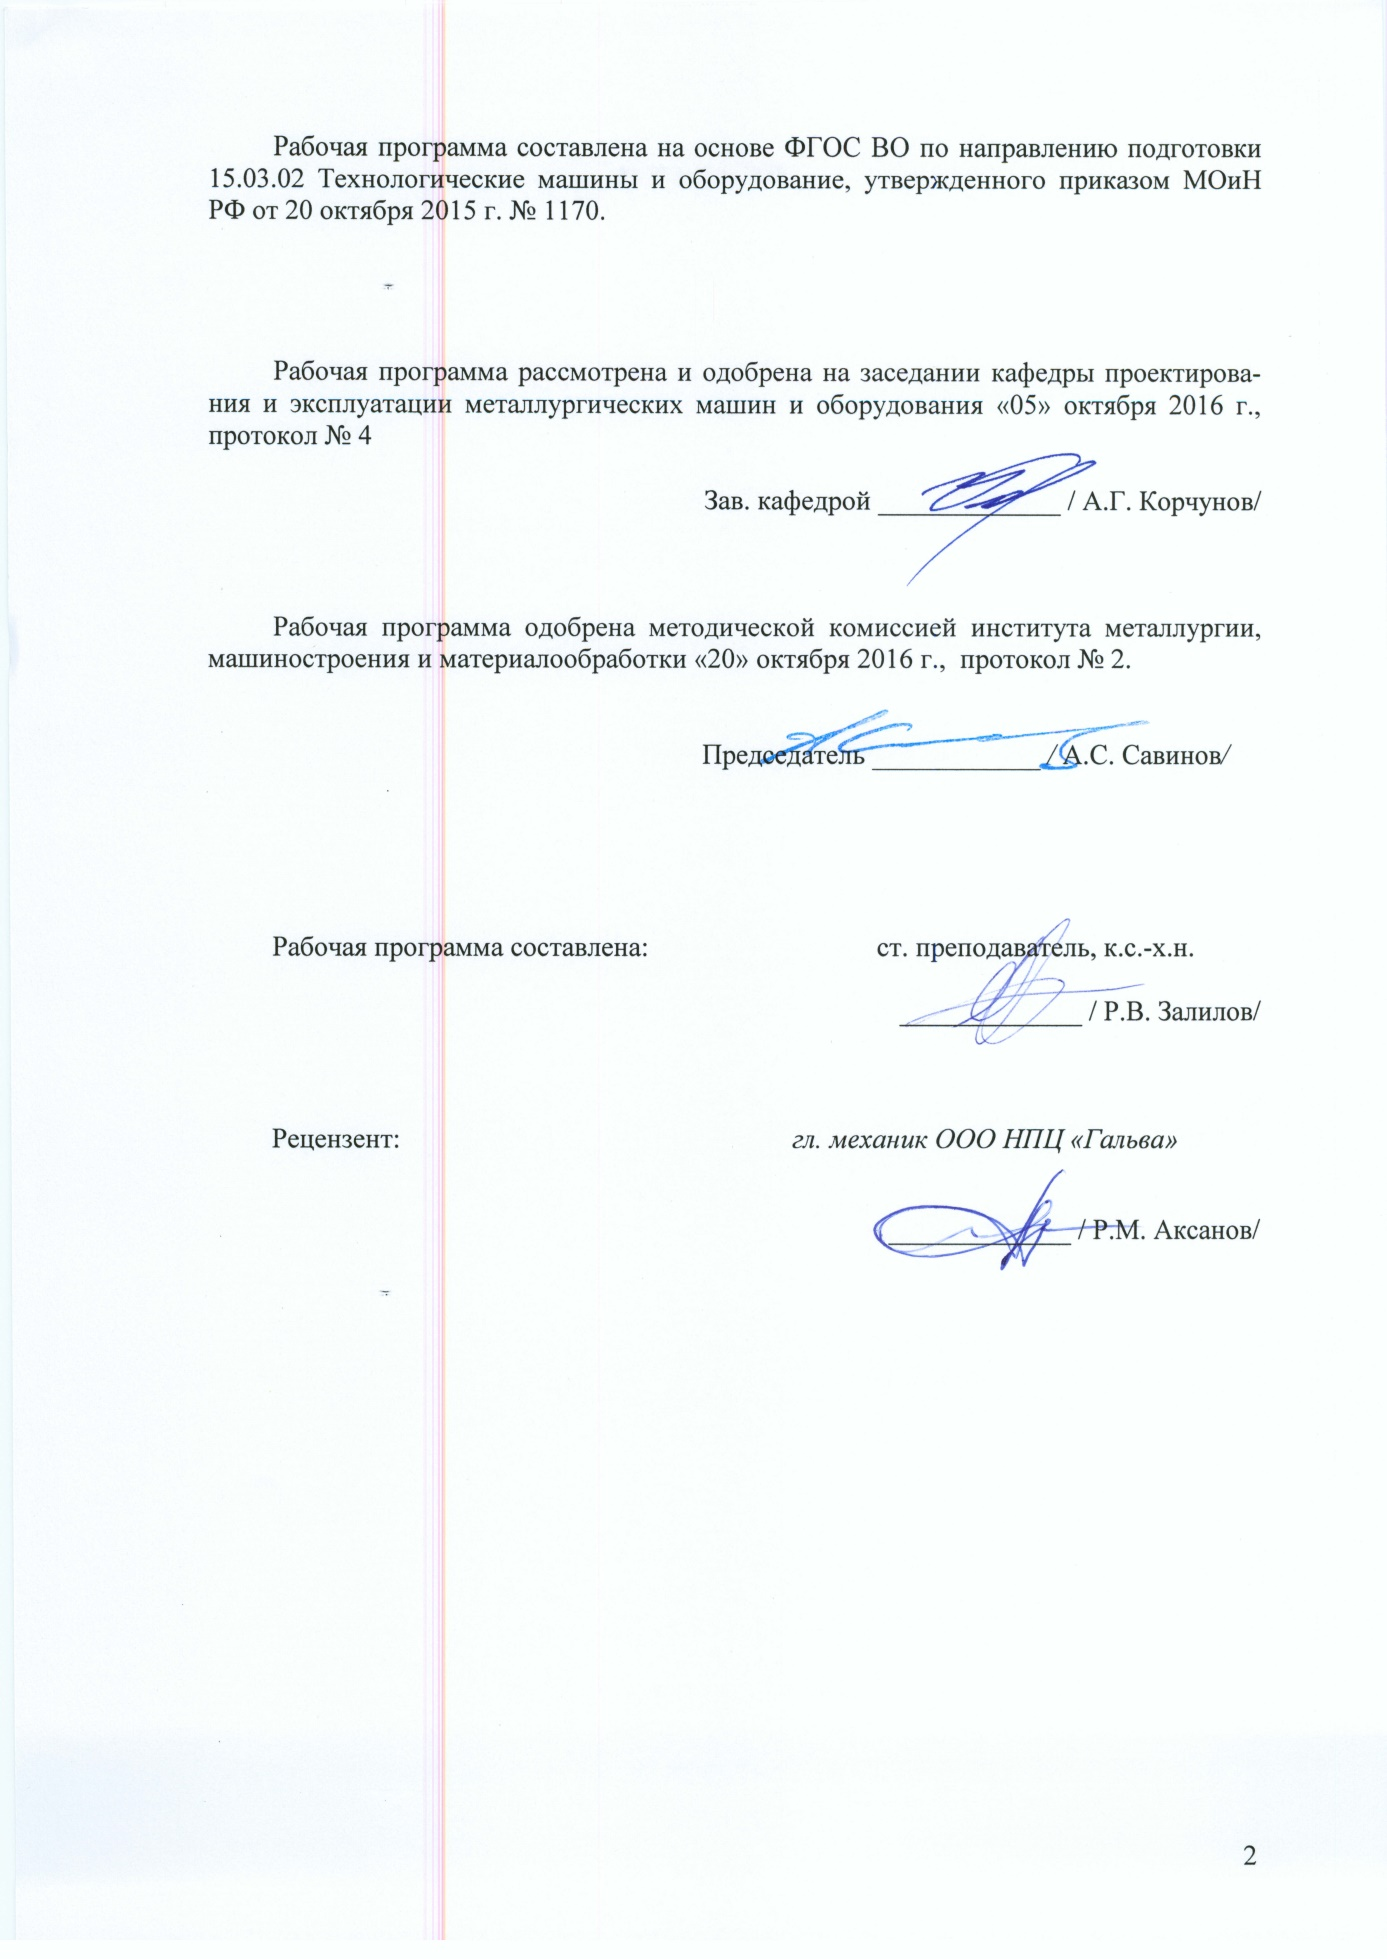 Рабочая программа составлена на основе ФГОС ВО по направлению подготовки
15.03.02 Технологические машины и оборудование, утвержденного приказом МОиН
РФ от 20 октября 2015 г. № 1170.
Рабочая программа рассмотрена и одобрена на заседании кафедры проектирова-
ния и эксплуатации металлургических машин и оборудования «05» октября 2016 г.,
протокол № 4
Зав. кафедрой _____________ / А.Г. Корчунов/
Рабочая программа одобрена методической комиссией института металлургии,
машиностроения и материалообработки «20» октября 2016 г., протокол № 2.
Председатель ____________/ А.С. Савинов/
Рабочая программа составлена: ст. преподаватель, к.с.-х.н.
_____________ / Р.В. Залилов/
Рецензент: гл. механик ООО НПЦ «Гальва»
_____________ / Р.М. Аксанов/
2